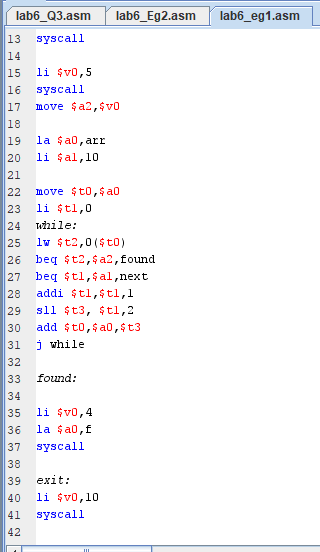 lab6_Q3.asm lab6_Eg2.asm lab6_eg1.asm
13 syscall
14
15 li $v0,5
16 syscall
17 move $a2,$v0
18
19 la $a0,arr
20 li $a1,10
21
22 move $t0,$a0
23 li $t1,0
24 while:
25 lw $t2,0($t0)
26 beq $t2,$a2,found
27 beq $t1,$a1,next
28 addi $t1,$t1,1
29 sll $t3, $t1,2
30 add $t0,$a0,$t3
31 j while
32
33 found:
34
35 li $v0,4
36 la $a0,f
37 syscall
38
39 exit:
40 li $v0,10
41 syscall
42